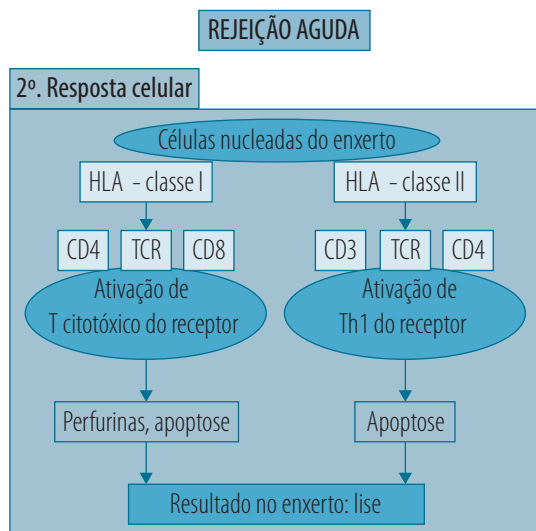 REJEIÇÃO AGUDA
2º. Resposta celular
Células nucleadas do enxerto
HLA - classe I
HLA - classe II
CD4
TCR
CD8
CD3
TCR
CD4
Ativação de
T citotóxico do receptor
Ativação de
Th1 do receptor
Perfurinas, apoptose
Apoptose
Resultado no enxerto: lise